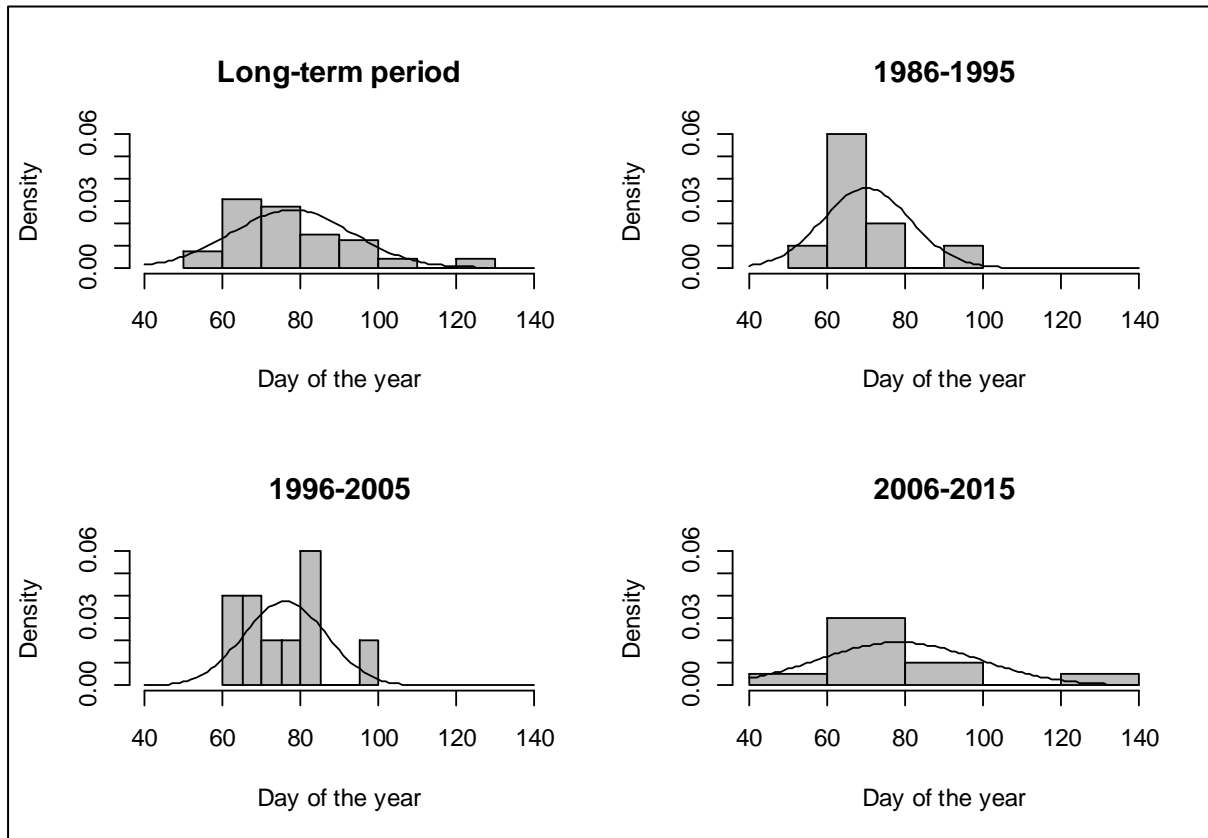 Long-term period
Density
0.00 0.03 0.06
40 60 80 100 120 140
Day of the year
1986-1995
Density
0.00 0.03 0.06
40 60 80 100 120 140
Day of the year
1996-2005
Density
0.00 0.03 0.06
40 60 80 100 120 140
Day of the year
2006-2015
Density
0.00 0.03 0.06
40 60 80 100 120 140
Day of the year